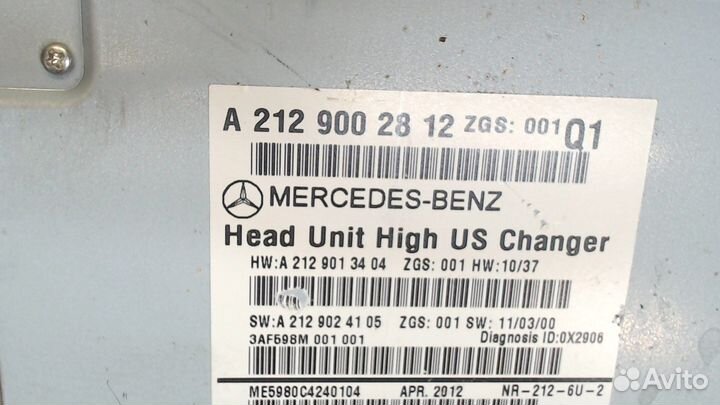 A 212 900 28 12 ZGS: 001 Q1
MERCEDES-BENZ
Head Unit High US Changer
HW:A 212 901 34 04 ZGS: 001 HW:10/37
SW:A 212 902 41 05 ZGS: 001 SW: 11/03/00
3AF598M 001 001 Diagnosis ID:0X2906
ME5980C4240104 APR. 2012 NR-212-6U-2
Avito